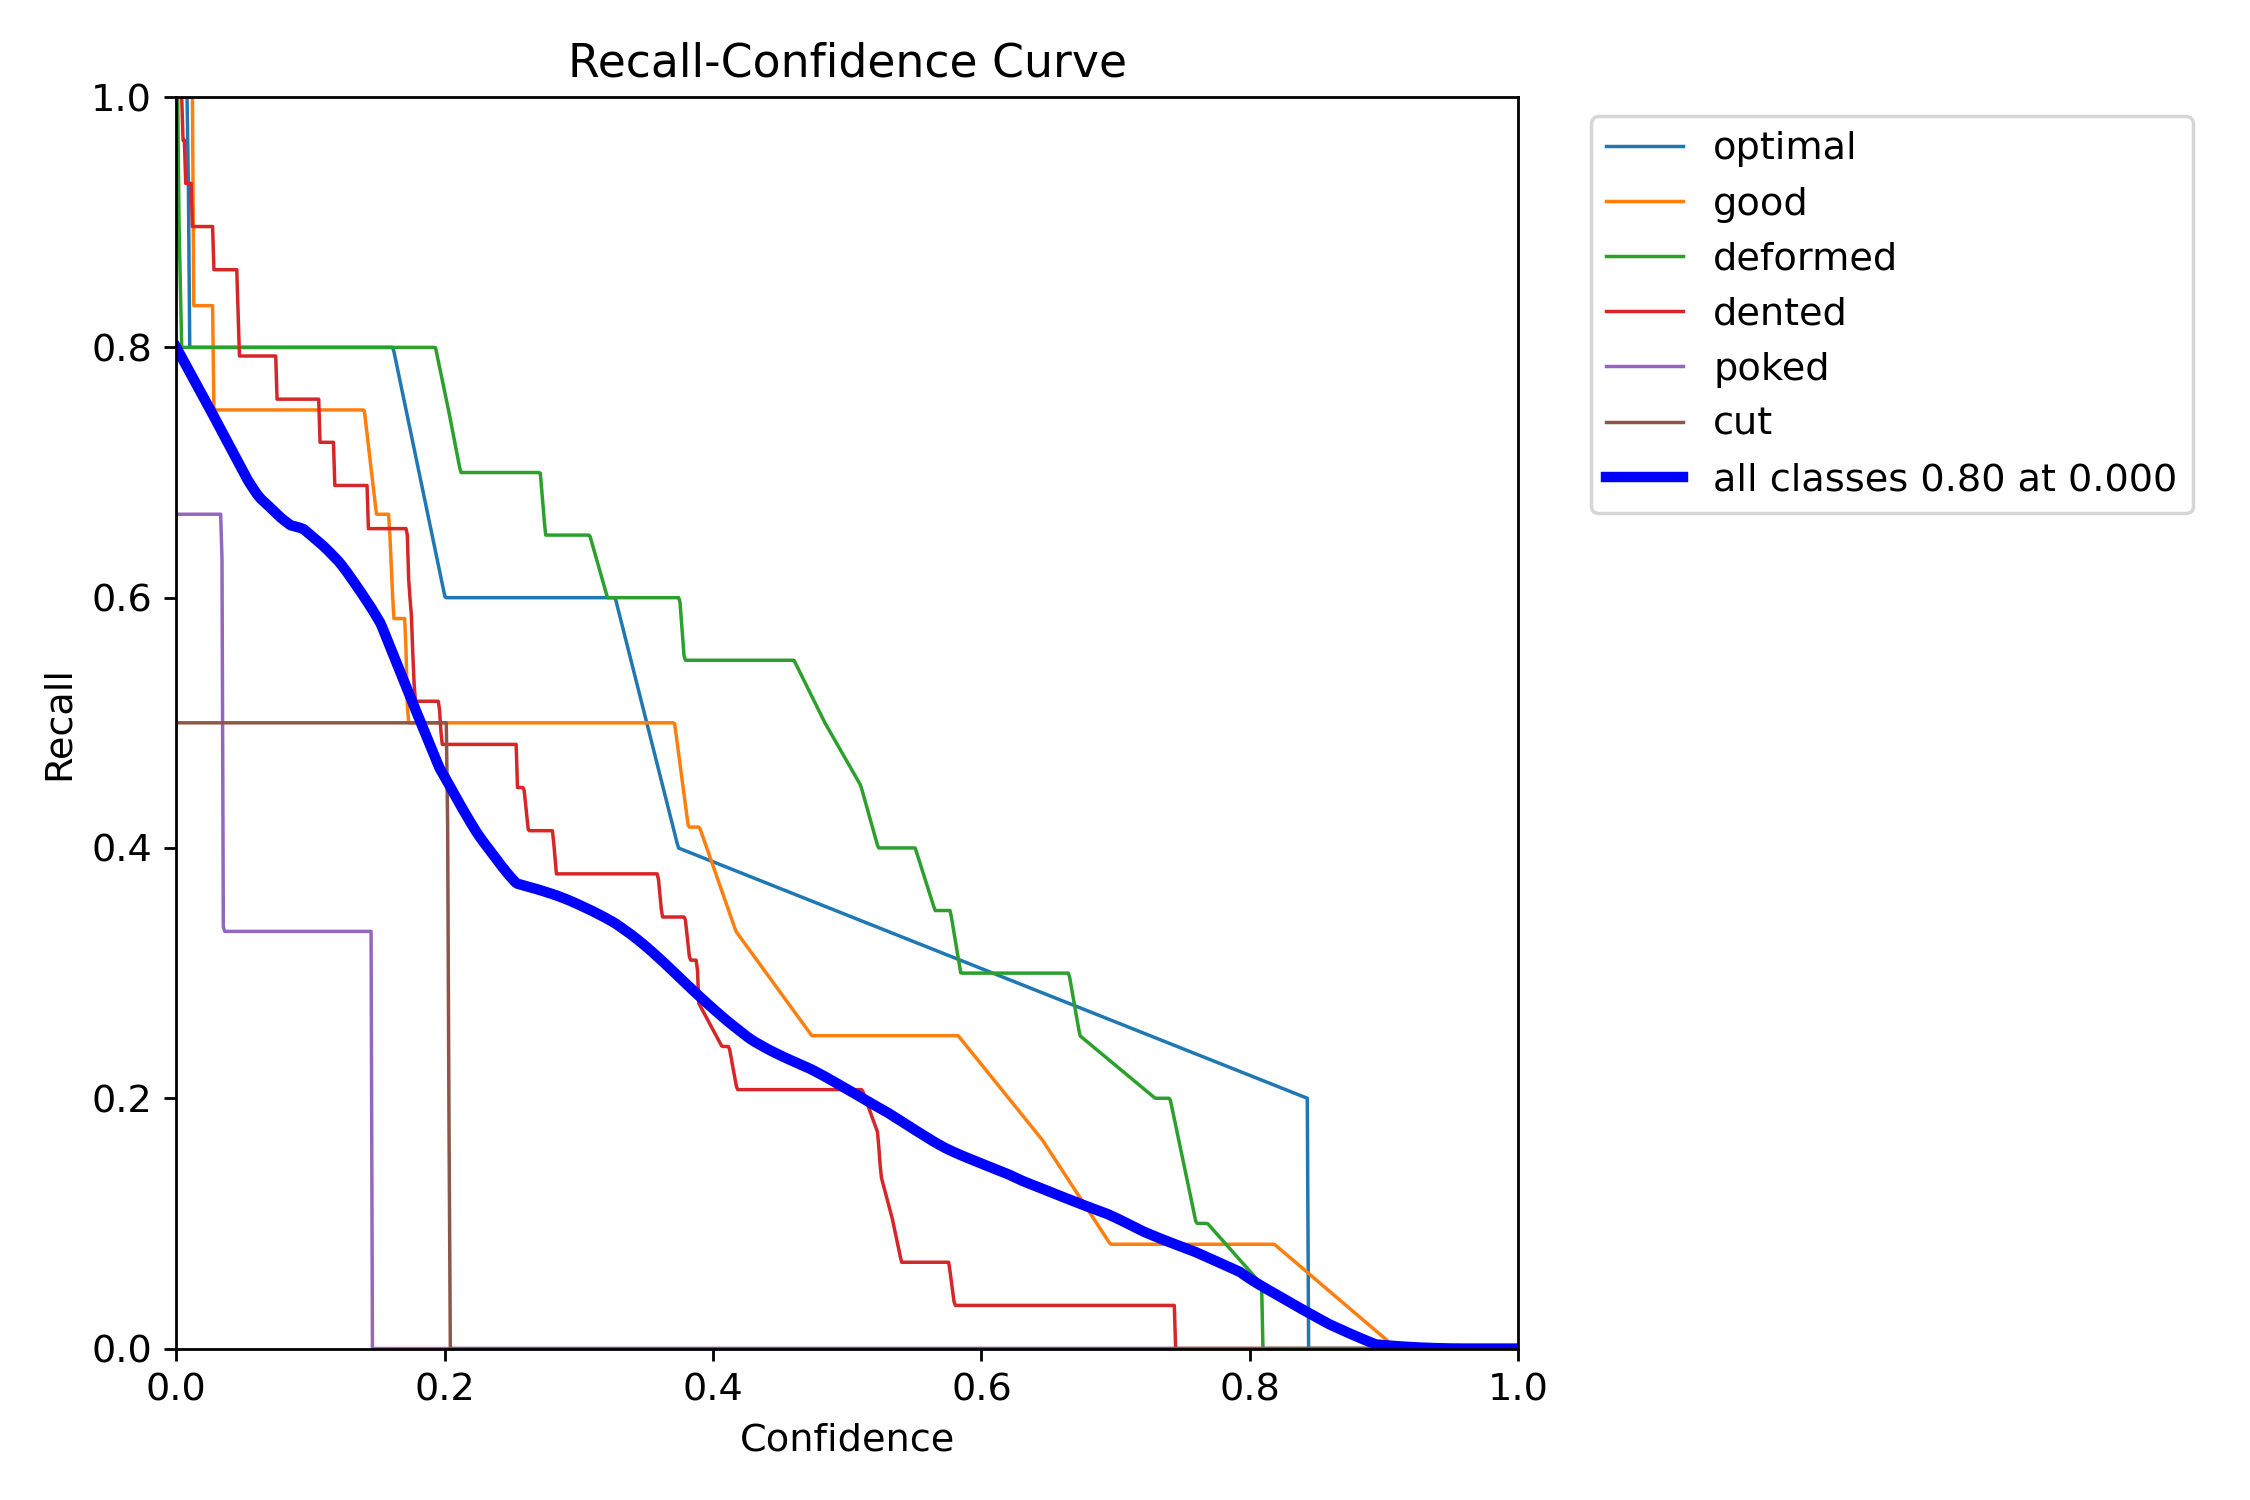 Recall-Confidence Curve
1.0
0.8
0.6
0.4
0.2
0.0
Recall
0.0
0.2
0.4
0.6
0.8
1.0
Confidence
optimal
good
deformed
dented
poked
cut
all classes 0.80 at 0.000